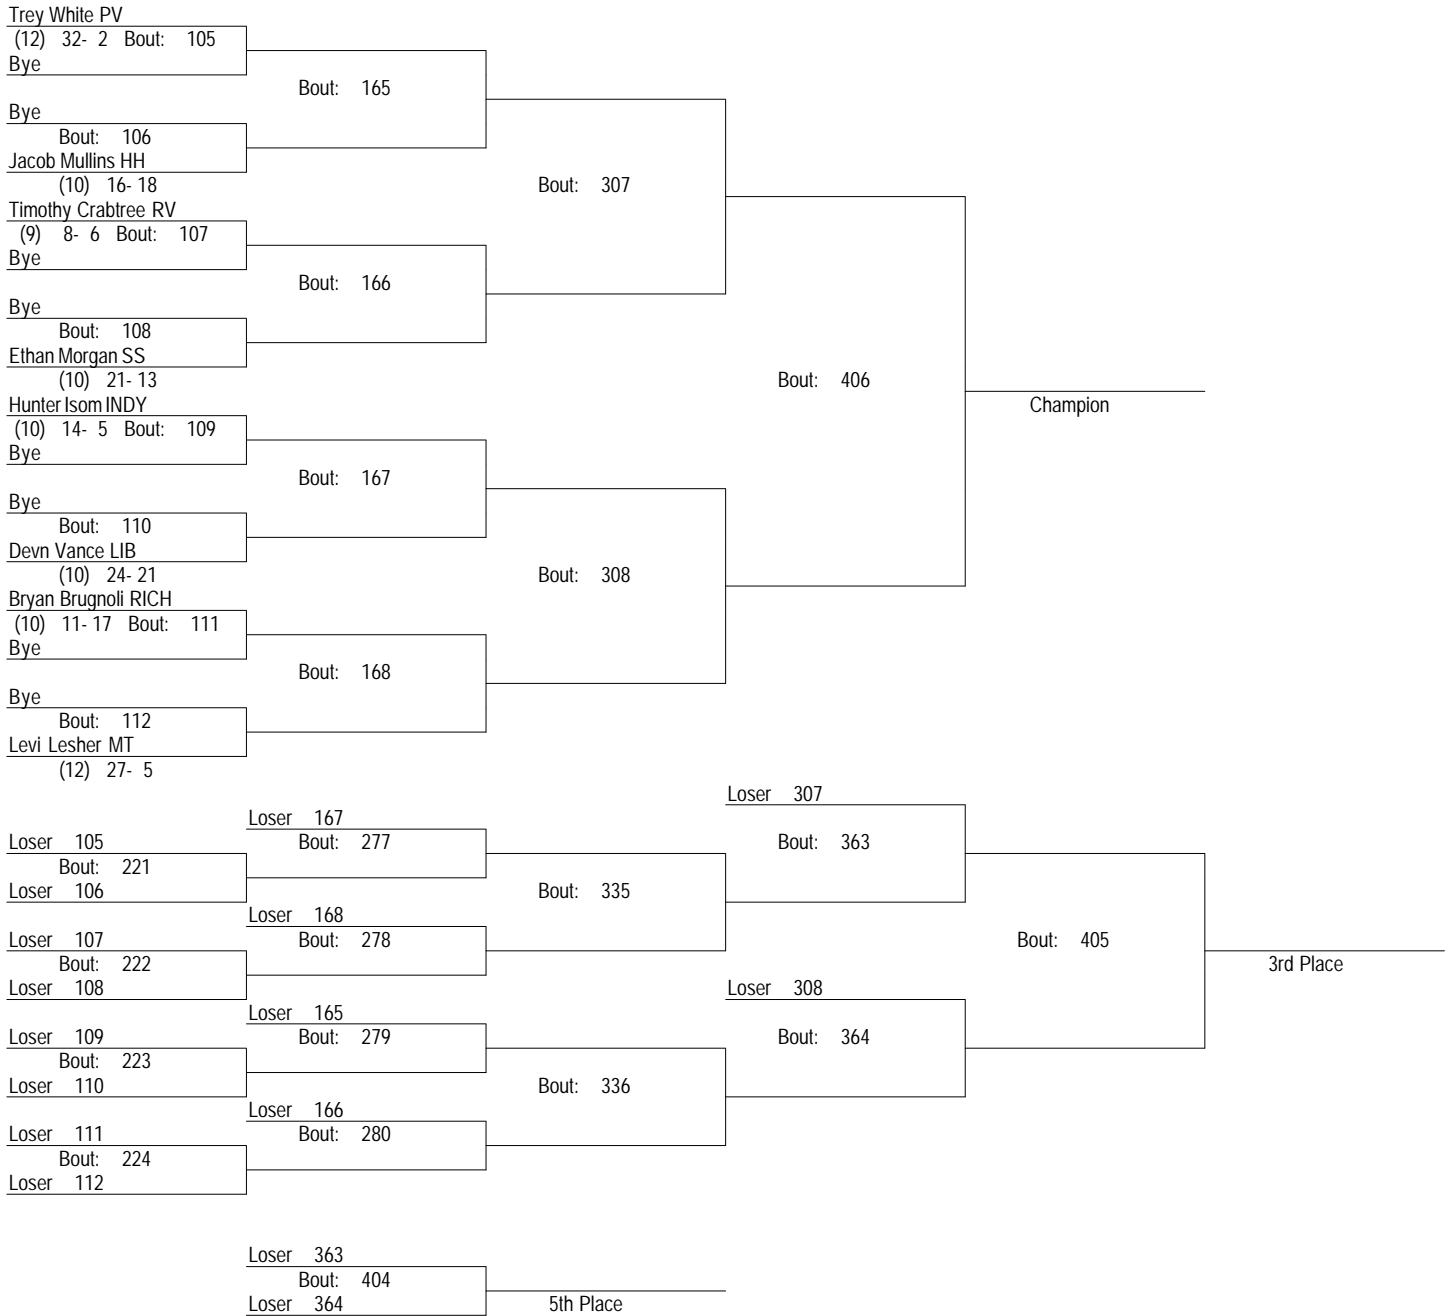 Trey White PV
(12) 32- 2 Bout: 105
Bye
Bout: 165
Bye
Bout: 106
Jacob Mullins HH
(10) 16- 18
Bout: 307
Timothy Crabtree RV
(9) 8- 6 Bout: 107
Bye
Bout: 166
Bye
Bout: 108
Ethan Morgan SS
(10) 21- 13
Bout: 406
Champion
Hunter Isom INDY
(10) 14- 5 Bout: 109
Bye
Bout: 167
Bye
Bout: 110
Devn Vance LIB
(10) 24- 21
Bout: 308
Bryan Brugnoli RICH
(10) 11- 17 Bout: 111
Bye
Bout: 168
Bye
Bout: 112
Levi Lesher MT
(12) 27- 5
Loser 307
Loser 167
Loser 105
Bout: 277
Bout: 363
Bout: 221
Loser 106
Bout: 335
Loser 168
Loser 107
Bout: 278
Bout: 405
Bout: 222
3rd Place
Loser 108
Loser 308
Loser 165
Loser 109
Bout: 279
Bout: 364
Bout: 223
Loser 110
Bout: 336
Loser 166
Loser 111
Bout: 280
Bout: 224
Loser 112
Loser 363
Bout: 404
Loser 364
5th Place